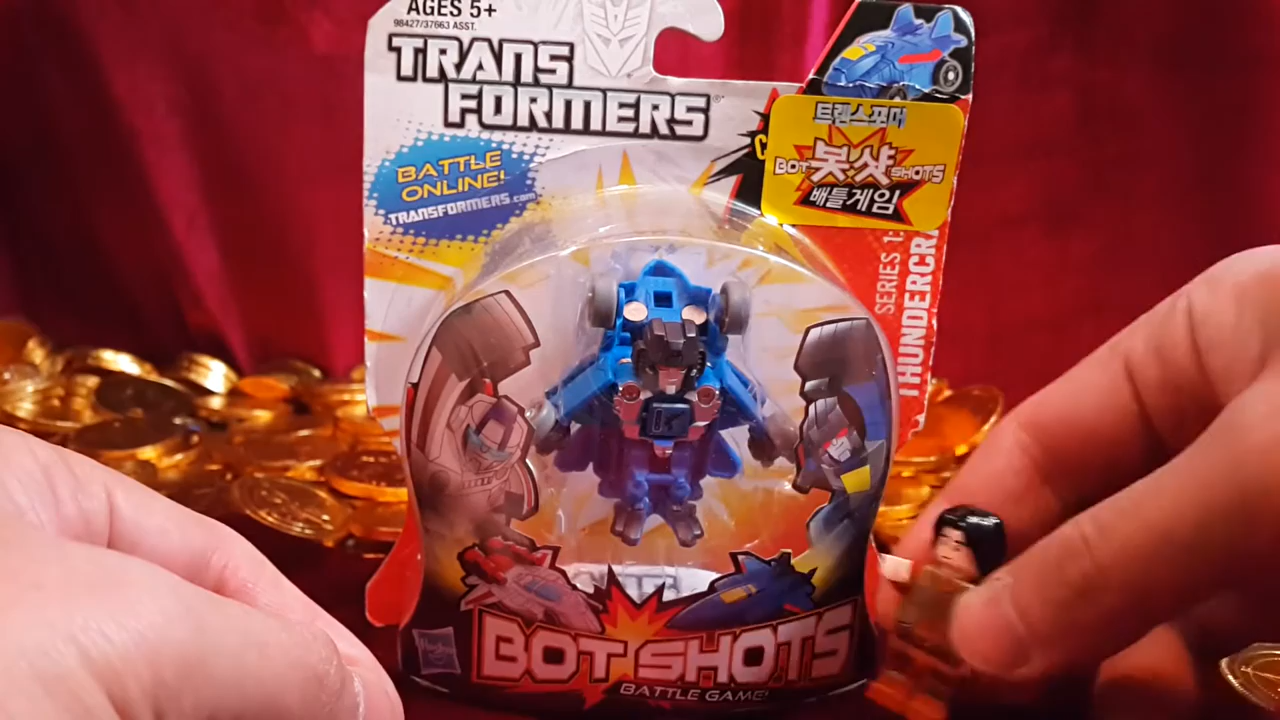 AGES 5+
98427/37663 ASST.
TRANS
FORMERS
BATTLE
ONLINE!
TRANSFORMERS.com
트랜스포머
BOT 봇샷 SHOTS
배틀게임
SERIES 1:
THUNDERCRA
Hasbro
BOT SHOTS
BATTLE GAME!